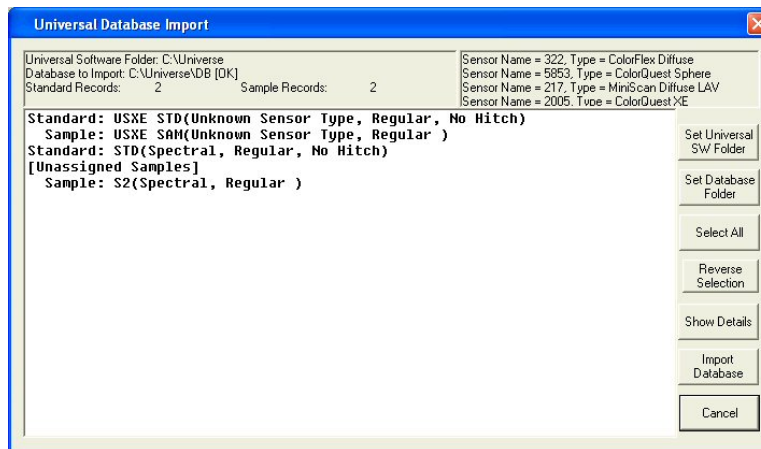 Universal Database Import
Universal Software Folder: C:\Universe
Database to Import: C:\Universe\DB [OK]
Standard Records: 2 Sample Records: 2
Sensor Name = 322, Type = ColorFlex Diffuse
Sensor Name = 5853, Type = ColorQuest Sphere
Sensor Name = 217, Type = MiniScan Diffuse LAV
Sensor Name = 2005, Type = ColorQuest XE
Standard: USXE STD(Unknown Sensor Type, Regular, No Hitch)
Sample: USXE SAM(Unknown Sensor Type, Regular )
Standard: STD(Spectral, Regular, No Hitch)
[Unassigned Samples]
Sample: S2(Spectral, Regular )
Set Universal
SW Folder
Set Database
Folder
Select All
Reverse
Selection
Show Details
Import
Database
Cancel